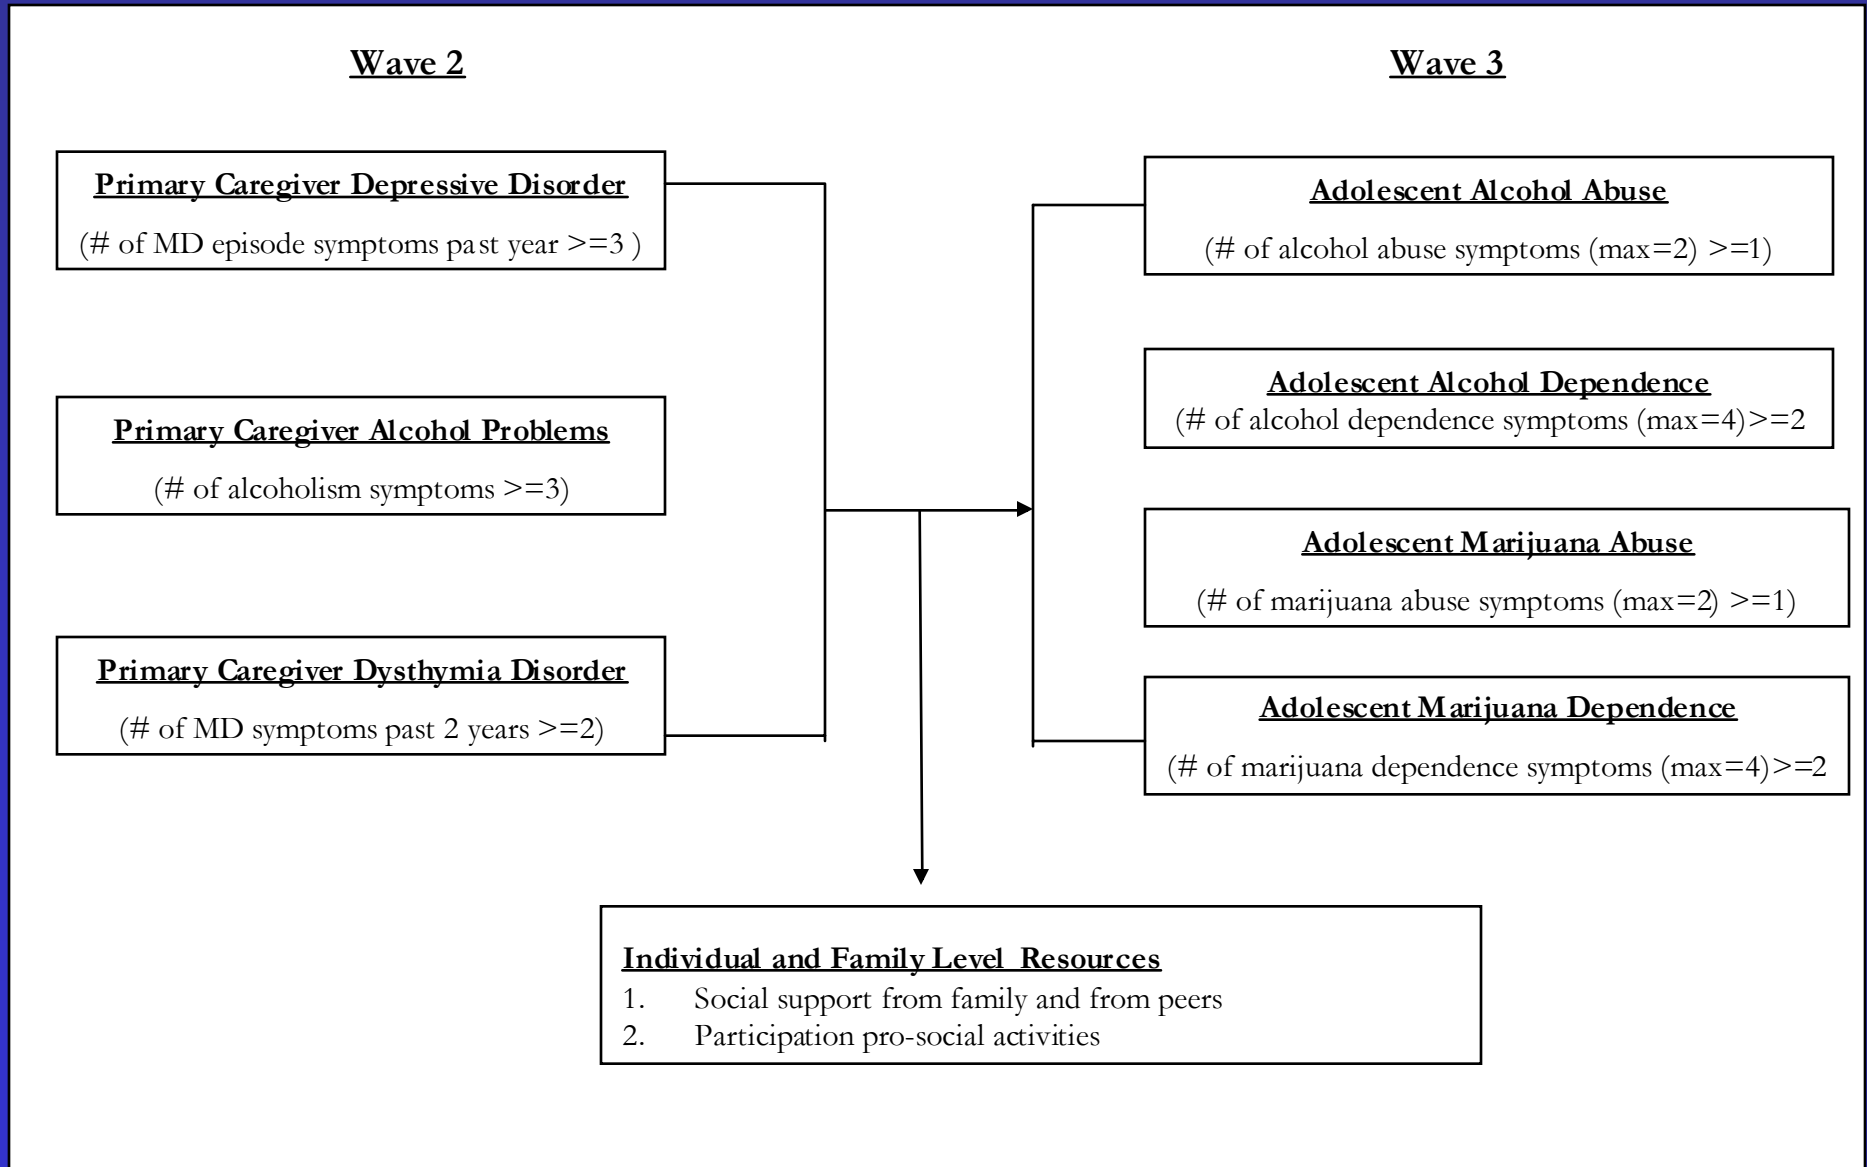 Wave 2
Wave 3
Primary Caregiver Depressive Disorder
(# of MD episode symptoms past year >=3 )
Primary Caregiver Alcohol Problems
(# of alcoholism symptoms >=3)
Primary Caregiver Dysthymia Disorder
(# of MD symptoms past 2 years >=2)
Adolescent Alcohol Abuse
(# of alcohol abuse symptoms (max=2) >=1)
Adolescent Alcohol Dependence
(# of alcohol dependence symptoms (max=4)>=2
Adolescent Marijuana Abuse
(# of marijuana abuse symptoms (max=2) >=1)
Adolescent Marijuana Dependence
(# of marijuana dependence symptoms (max=4)>=2
Individual and Family Level Resources
1. Social support from family and from peers
2. Participation pro-social activities